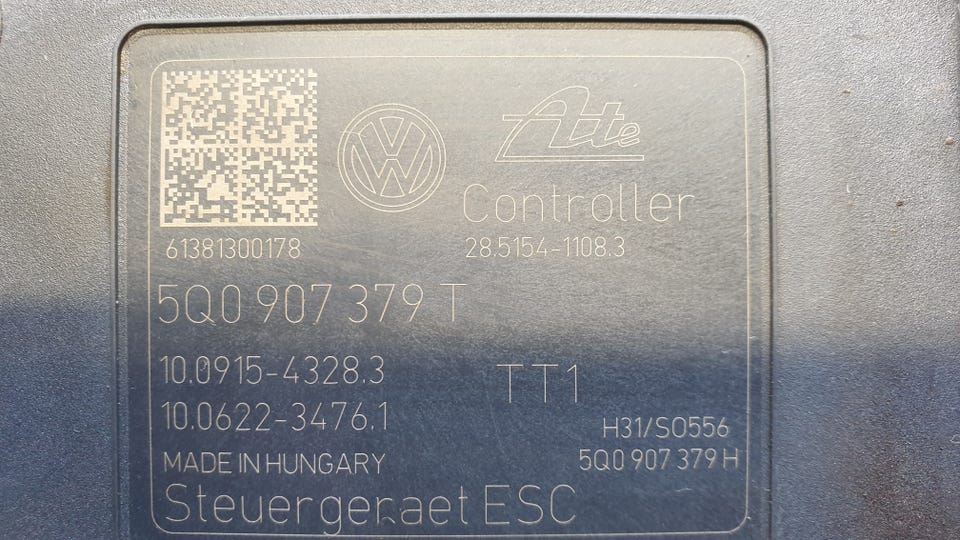 Ate
Controller
61381300178
28.5154-1108.3
5Q0 907 379 T
10.0915-4328.3
TT1
10.0622-3476.1
H31/S0556
MADE IN HUNGARY
5Q0 907 379 H
Steuergeraet ESC